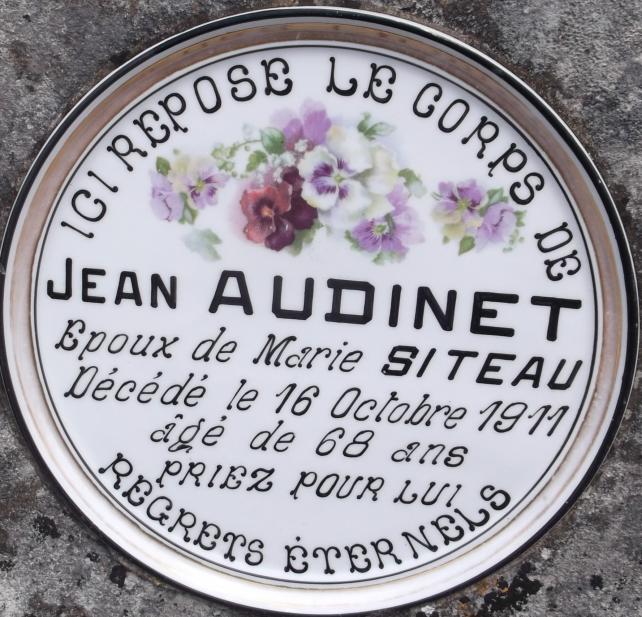 ICI REPOSE LE CORPS DE
JEAN AUDINET
Epoux de Marie SITEAU
Décédé le 16 Octobre 1911
âgé de 68 ans
PRIEZ POUR LUI
REGRETS ÉTERNELS